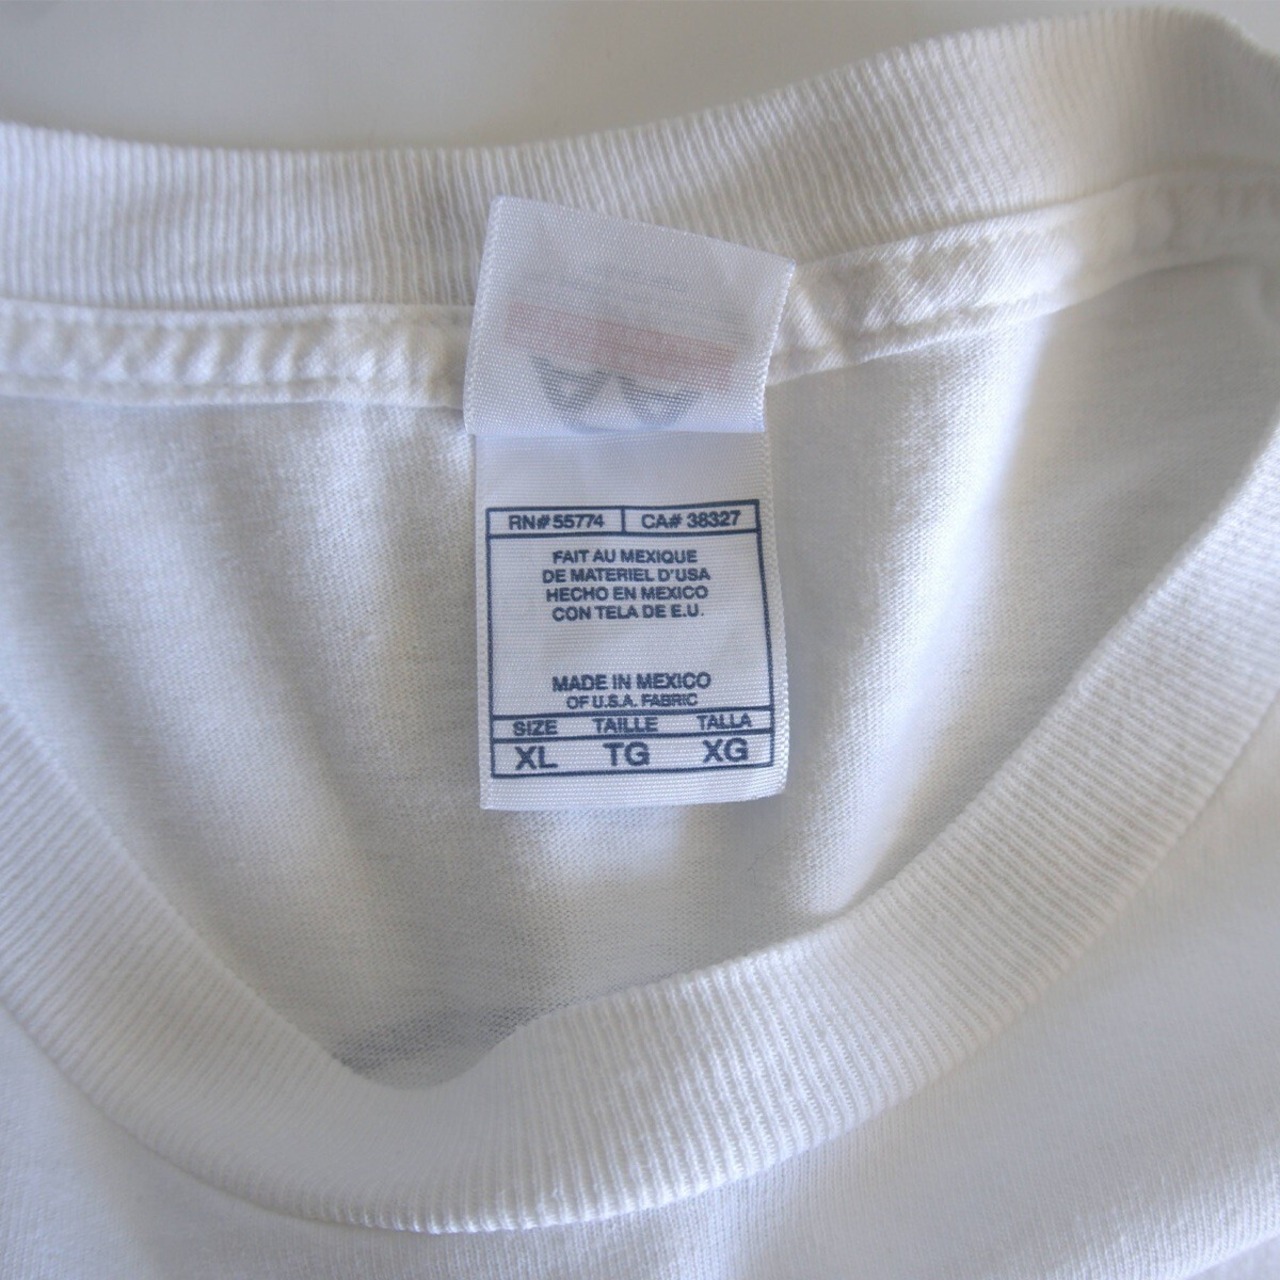 RN# 55774 CA# 38327
FAIT AU MEXIQUE
DE MATERIEL D'USA
HECHO EN MEXICO
CON TELA DE E.U.
MADE IN MEXICO
OF U.S.A. FABRIC
SIZE TAILLE TALLA
XL TG XG